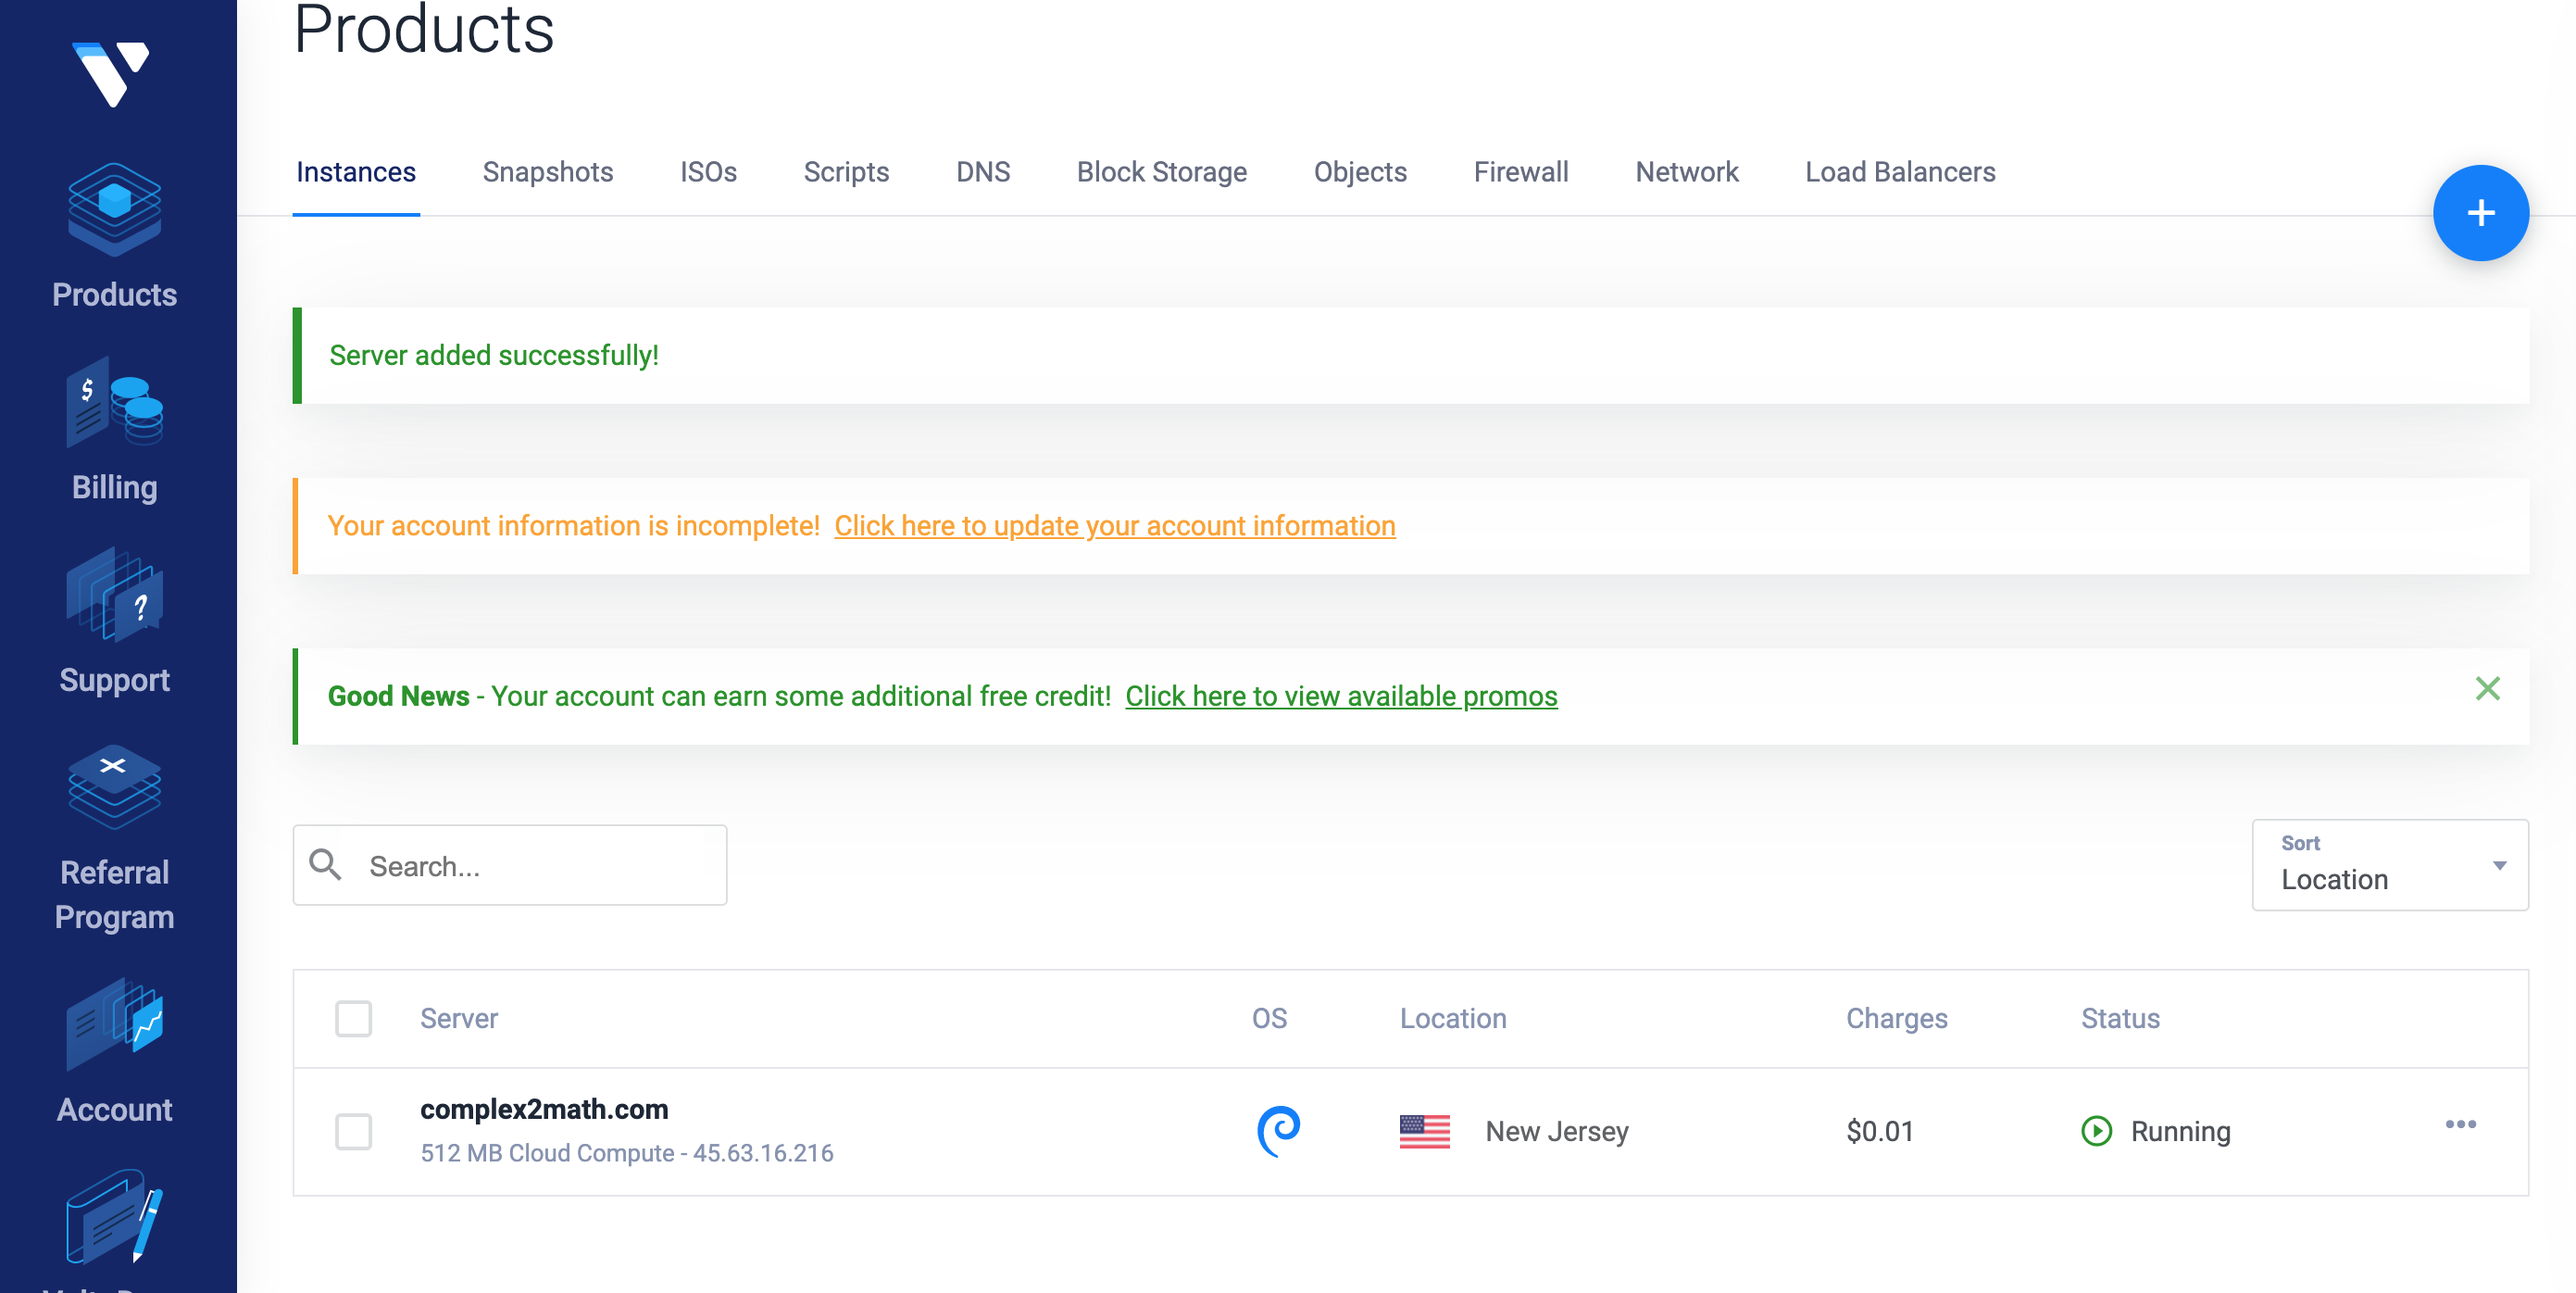 Products
Instances Snapshots ISOs Scripts DNS Block Storage Objects Firewall Network Load Balancers
+
Products
Billing
Support
Referral
Program
Account
Server added successfully!
Your account information is incomplete! Click here to update your account information
Good News - Your account can earn some additional free credit! Click here to view available promos
Search...
Sort
Location
Server OS Location Charges Status
complex2math.com
512 MB Cloud Compute - 45.63.16.216
New Jersey $0.01 Running